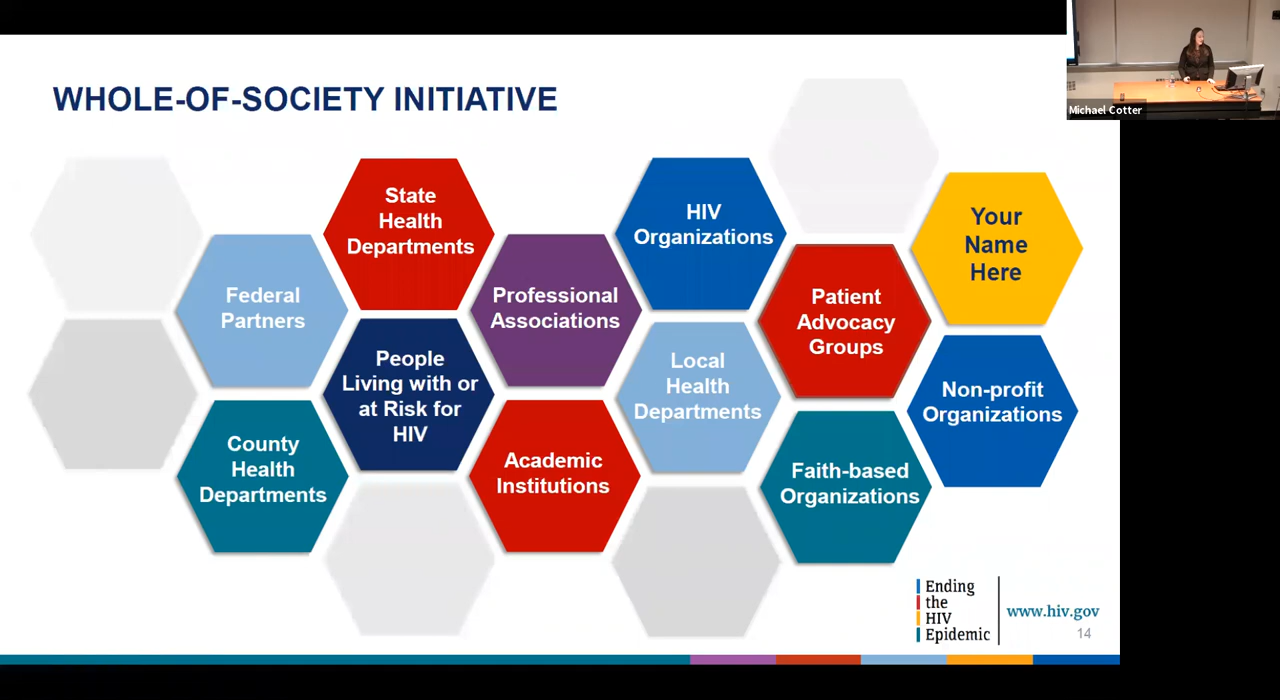 WHOLE-OF-SOCIETY INITIATIVE
Michael Cotter
State
Health
Departments
HIV
Organizations
Your
Name
Here
Federal
Partners
Professional
Associations
Patient
Advocacy
Groups
People
Living with or
at Risk for
HIV
Local
Health
Departments
Non-profit
Organizations
County
Health
Departments
Academic
Institutions
Faith-based
Organizations
Ending
the
HIV
Epidemic
www.hiv.gov
14